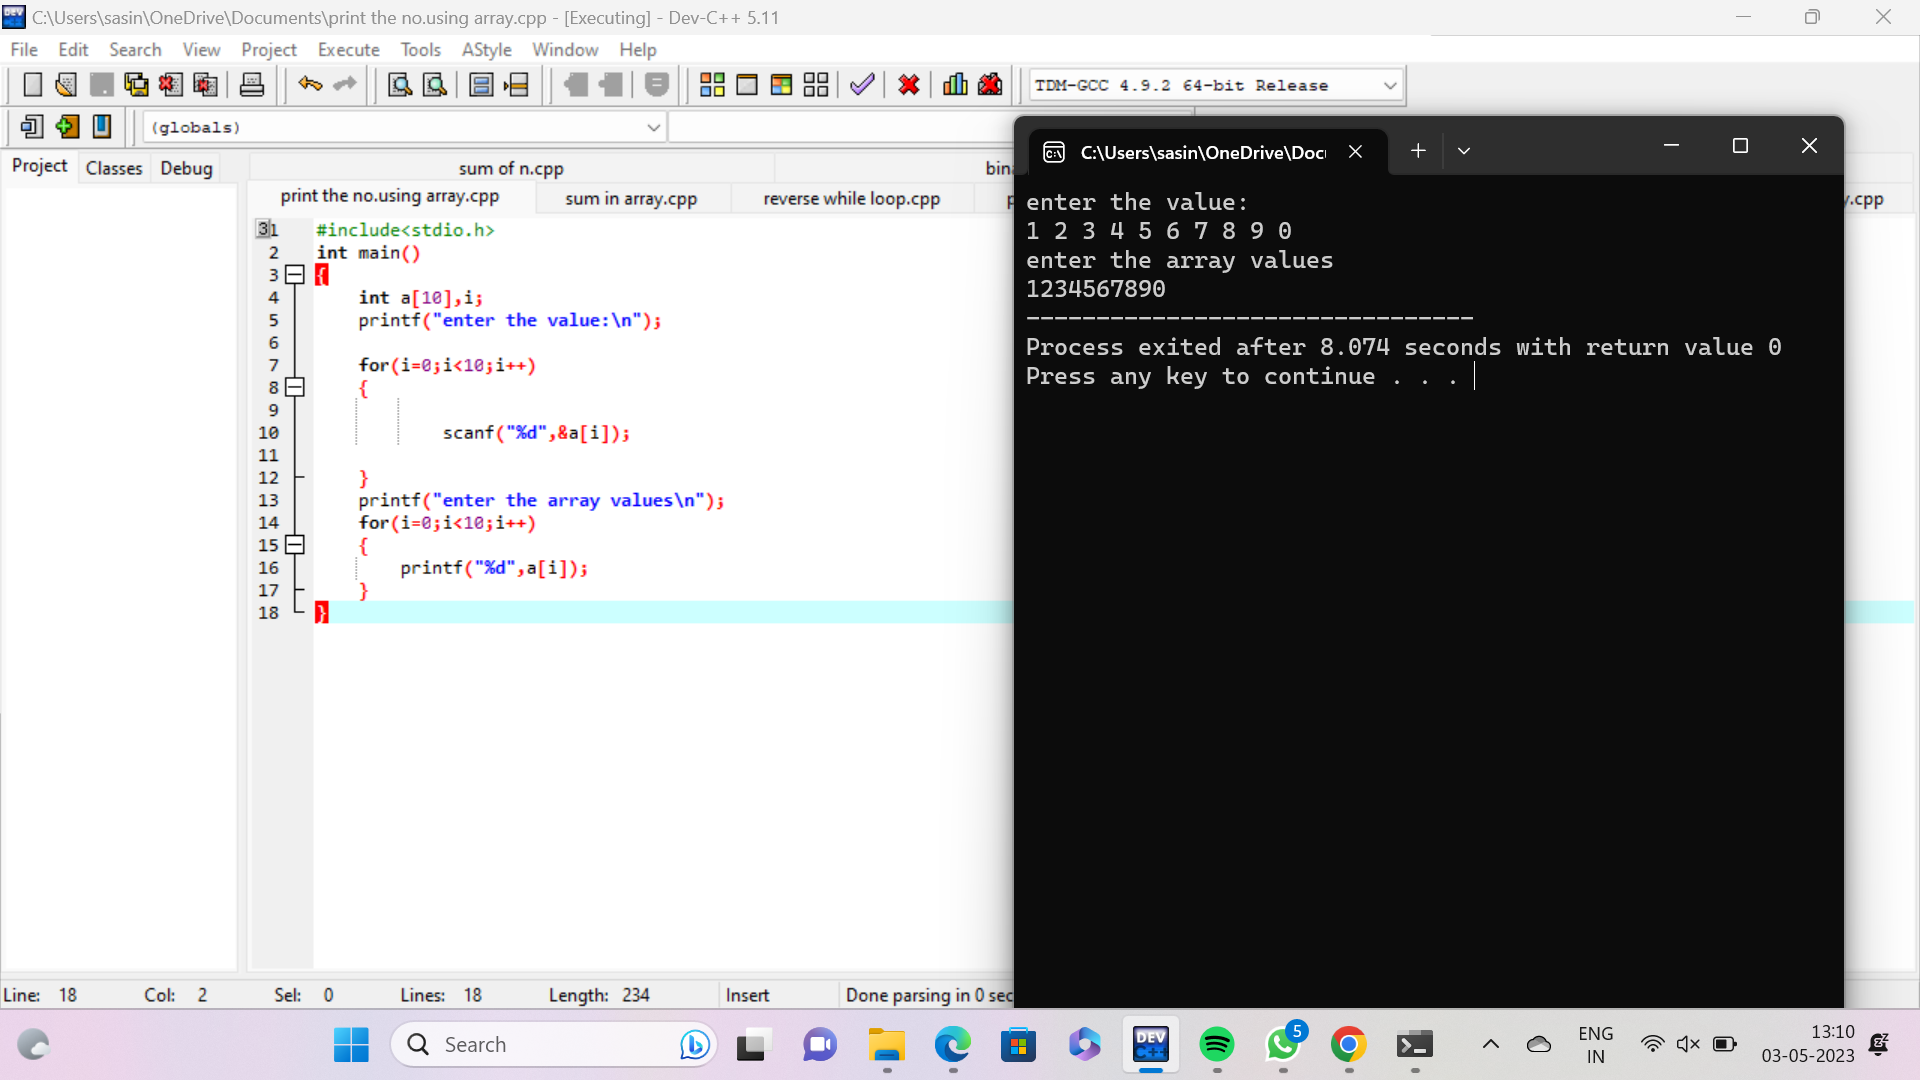 C:\Users\sasin\OneDrive\Documents\print the no.using array.cpp - [Executing] - Dev-C++ 5.11
File Edit Search View Project Execute Tools AStyle Window Help
TDM-GCC 4.9.2 64-bit Release
(globals)
Project Classes Debug
sum of n.cpp
print the no.using array.cpp sum in array.cpp reverse while loop.cpp
1 #include<stdio.h>
2 int main()
3 {
4 int a[10],i;
5 printf("enter the value:\n");
6
7 for(i=0;i<10;i++)
8 {
9
10 scanf("%d",&a[i]);
11
12 }
13 printf("enter the array values\n");
14 for(i=0;i<10;i++)
15 {
16 printf("%d",a[i]);
17 }
18 }
C:\Users\sasin\OneDrive\Doc
enter the value:
1 2 3 4 5 6 7 8 9 0
enter the array values
1234567890
--------------------------------
Process exited after 8.074 seconds with return value 0
Press any key to continue . . .
Line: 18 Col: 2 Sel: 0 Lines: 18 Length: 234 Insert Done parsing in 0 sec
Search
DEV
C++
5
ENG
IN
13:10
03-05-2023